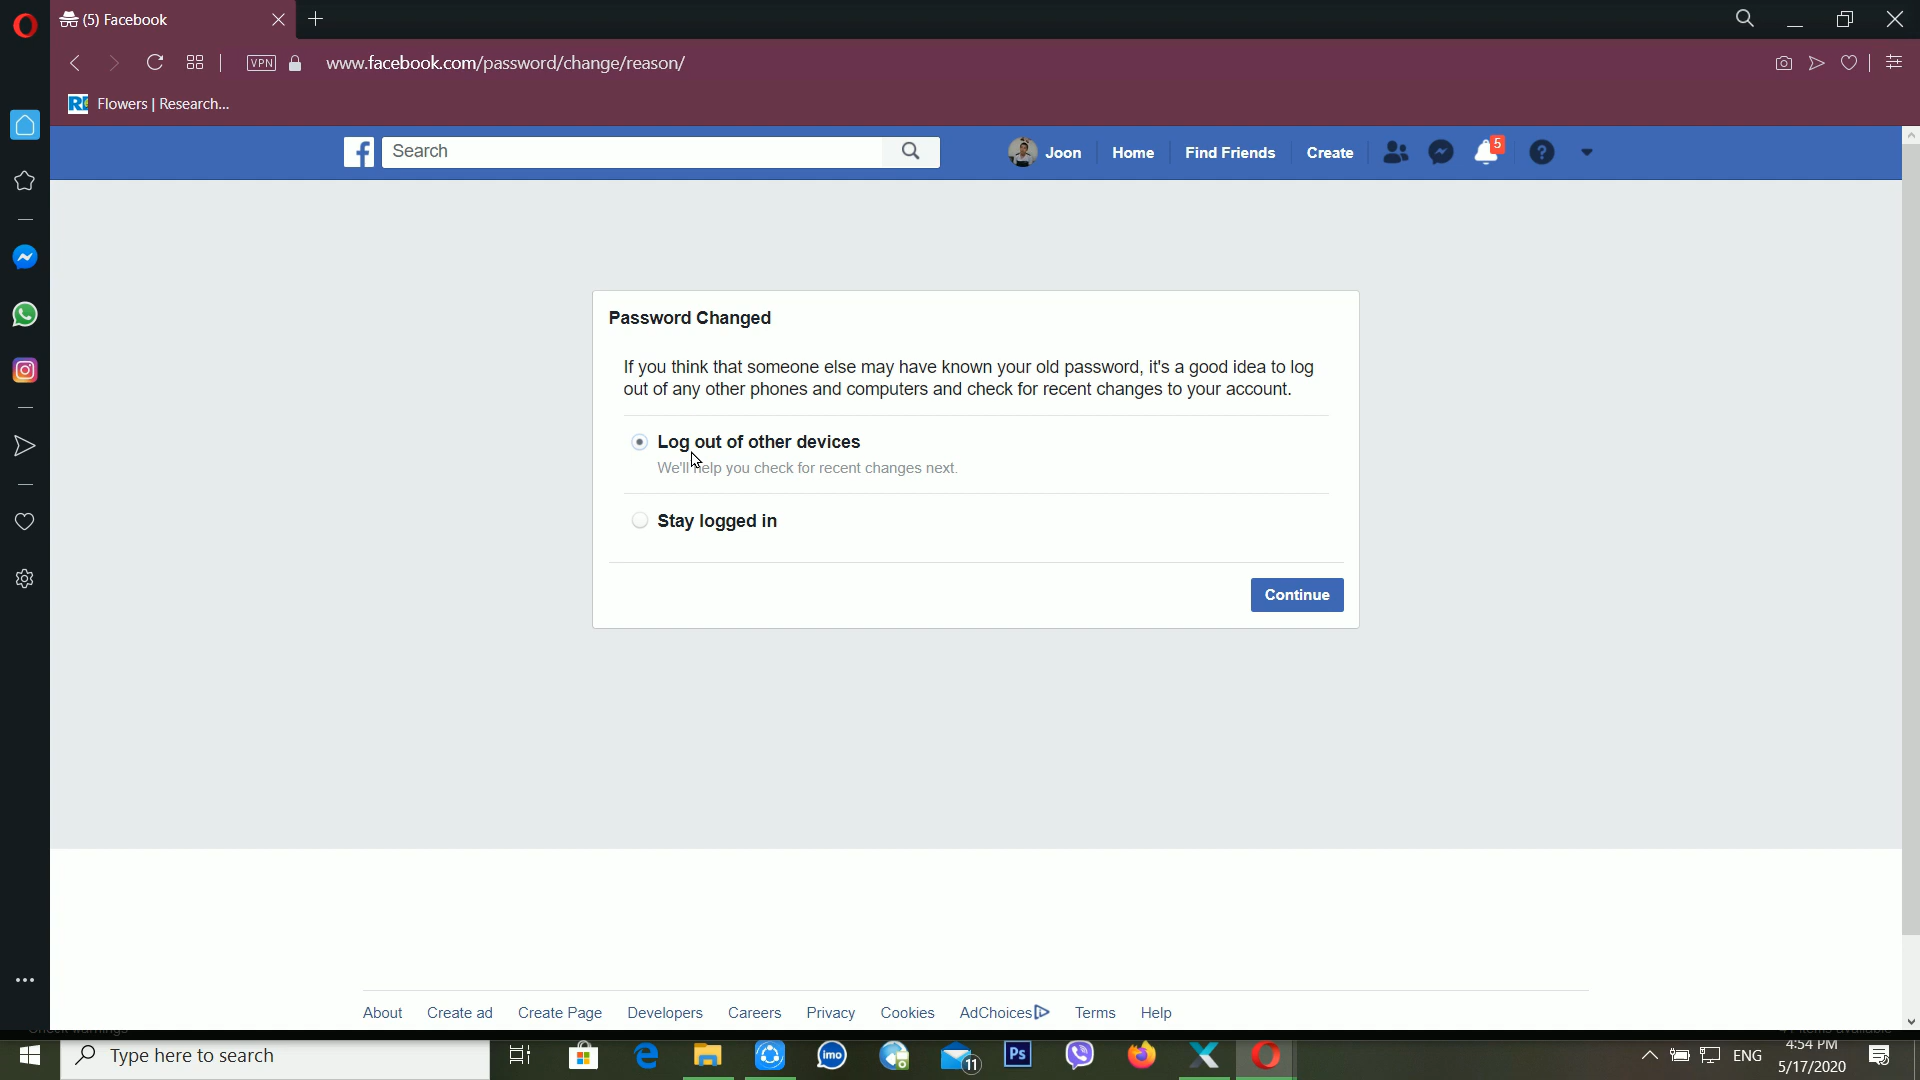 (5) Facebook
VPN
www.facebook.com/password/change/reason/
Flowers | Research...
Search
Joon
Home
Find Friends
Create
5
Password Changed
If you think that someone else may have known your old password, it's a good idea to log
out of any other phones and computers and check for recent changes to your account.
Log out of other devices
We'll help you check for recent changes next.
Stay logged in
Continue
About
Create ad
Create Page
Developers
Careers
Privacy
Cookies
AdChoices
Terms
Help
Type here to search
imo
11
Ps
ENG
4:54 PM
5/17/2020